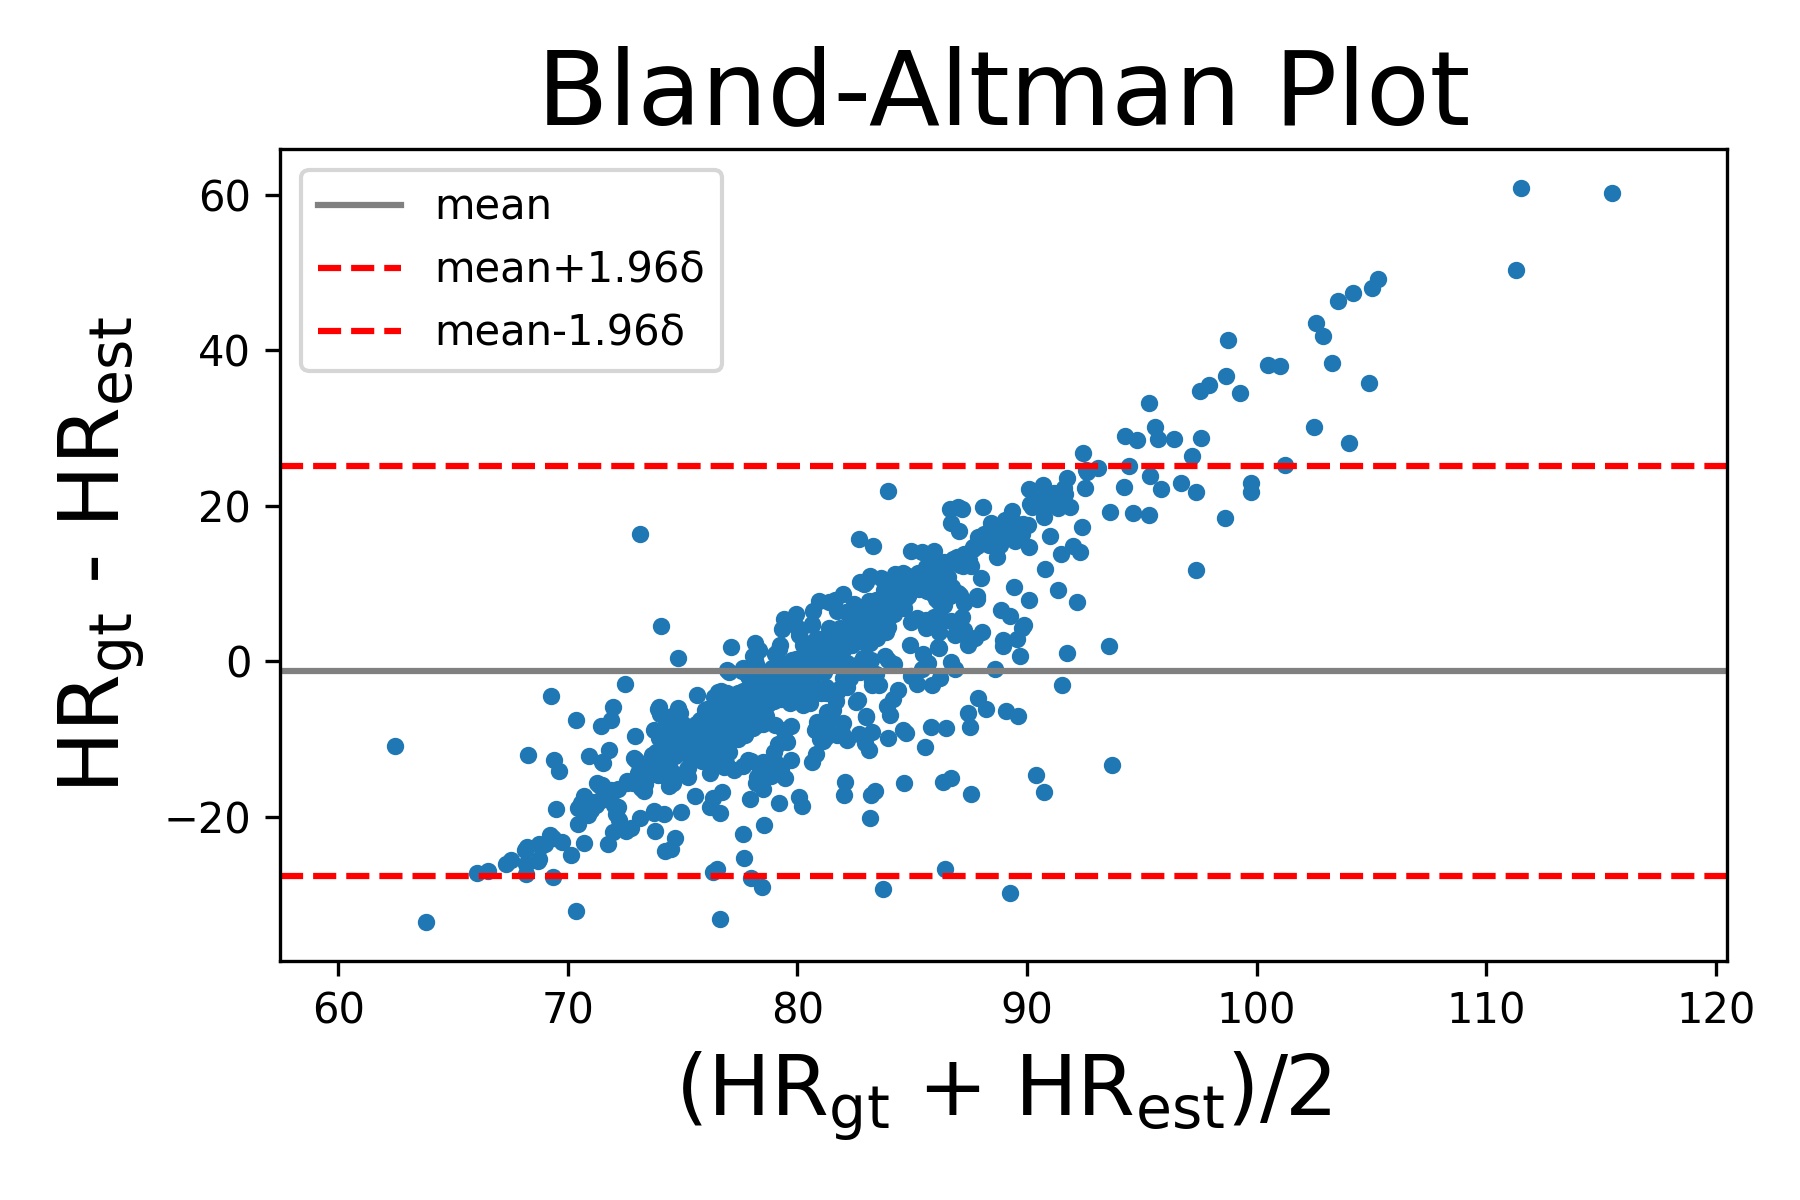 Bland-Altman Plot
mean
mean+1.96δ
mean-1.96δ
HRgt - HRest
60
40
20
0
−20
60 70 80 90 100 110 120
(HRgt + HRest)/2